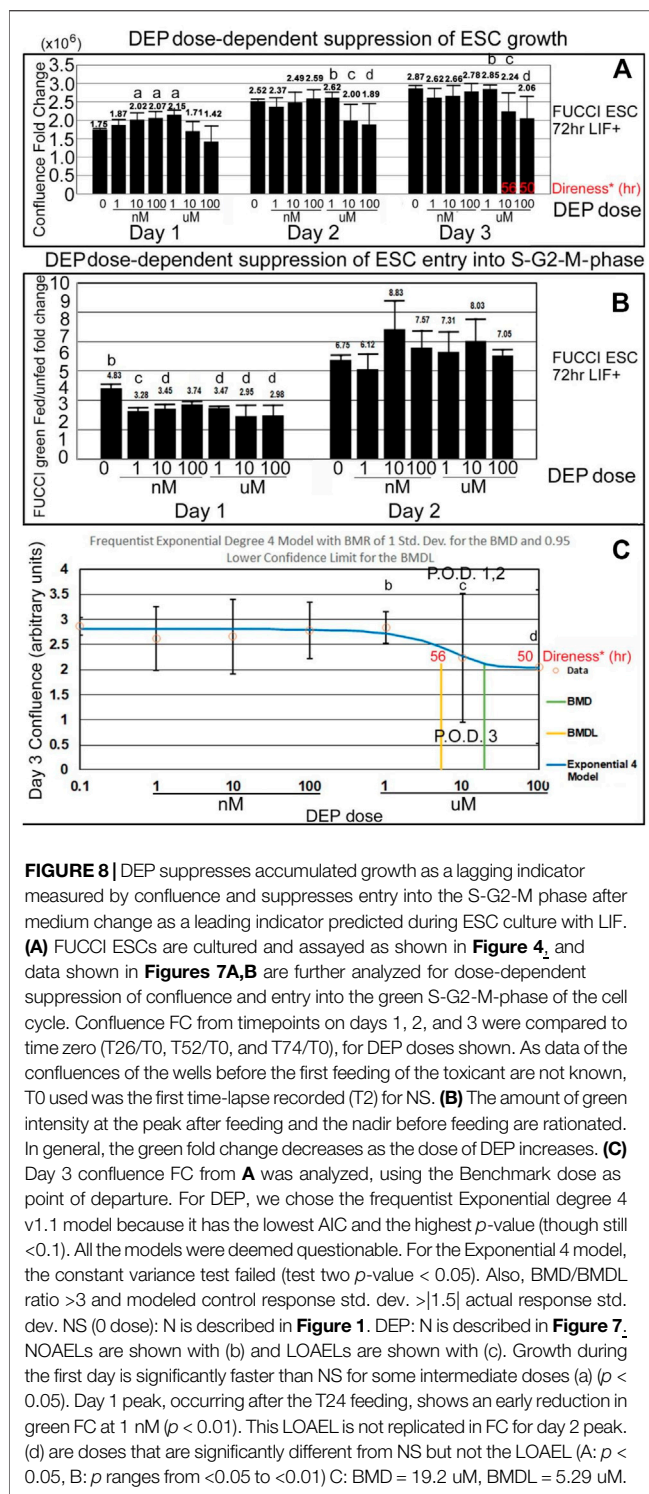 DEP dose-dependent suppression of ESC growth
(x10⁶)
A
Confluence Fold Change
3.5
3.0
2.5
2.0
1.5
1.0
0.5
0
a a a
1.75 1.87 2.02 2.07 2.15 1.71 1.42
b c d
2.52 2.37 2.49 2.59 2.62 2.00 1.89
b c d
2.87 2.62 2.66 2.78 2.85 2.24 2.06
FUCCI ESC
72hr LIF+
56 50 Direness* (hr)
0 1 10 100 1 10 100
0 1 10 100 1 10 100
0 1 10 100 1 10 100
nM uM nM uM nM uM
DEP dose
Day 1 Day 2 Day 3
DEP dose-dependent suppression of ESC entry into S-G2-M-phase
B
FUCCI green Fed/unfed fold change
10
9
8
7
6
5
4
3
2
1
0
b c d d d d
4.83 3.28 3.45 3.74 3.47 2.95 2.98
6.75 6.12 8.83 7.57 7.31 8.03 7.05
FUCCI ESC
72hr LIF+
0 1 10 100 1 10 100
0 1 10 100 1 10 100
nM uM nM uM
DEP dose
Day 1 Day 2
Frequentist Exponential Degree 4 Model with BMR of 1 Std. Dev. for the BMD and 0.95
Lower Confidence Limit for the BMDL
C
Day 3 Confluence (arbitrary units)
4
3.5
3
2.5
2
1.5
1
0.5
0
b c d
P.O.D. 1,2
56 50 Direness* (hr)
P.O.D. 3
Data
BMD
BMDL
Exponential 4
Model
0.1 1 10 100 1 10 100
nM uM
DEP dose
FIGURE 8 | DEP suppresses accumulated growth as a lagging indicator
measured by confluence and suppresses entry into the S-G2-M phase after
medium change as a leading indicator predicted during ESC culture with LIF.
(A) FUCCI ESCs are cultured and assayed as shown in Figure 4, and
data shown in Figures 7A,B are further analyzed for dose-dependent
suppression of confluence and entry into the green S-G2-M-phase of the cell
cycle. Confluence FC from timepoints on days 1, 2, and 3 were compared to
time zero (T26/T0, T52/T0, and T74/T0), for DEP doses shown. As data of the
confluences of the wells before the first feeding of the toxicant are not known,
T0 used was the first time-lapse recorded (T2) for NS. (B) The amount of green
intensity at the peak after feeding and the nadir before feeding are rationated.
In general, the green fold change decreases as the dose of DEP increases. (C)
Day 3 confluence FC from A was analyzed, using the Benchmark dose as
point of departure. For DEP, we chose the frequentist Exponential degree 4
v1.1 model because it has the lowest AIC and the highest p-value (though still
<0.1). All the models were deemed questionable. For the Exponential 4 model,
the constant variance test failed (test two p-value < 0.05). Also, BMD/BMDL
ratio >3 and modeled control response std. dev. >|1.5| actual response std.
dev. NS (0 dose): N is described in Figure 1. DEP: N is described in Figure 7.
NOAELs are shown with (b) and LOAELs are shown with (c). Growth during
the first day is significantly faster than NS for some intermediate doses (a) (p <
0.05). Day 1 peak, occurring after the T24 feeding, shows an early reduction in
green FC at 1 nM (p < 0.01). This LOAEL is not replicated in FC for day 2 peak.
(d) are doses that are significantly different from NS but not the LOAEL (A: p <
0.05, B: p ranges from <0.05 to <0.01) C: BMD = 19.2 uM, BMDL = 5.29 uM.